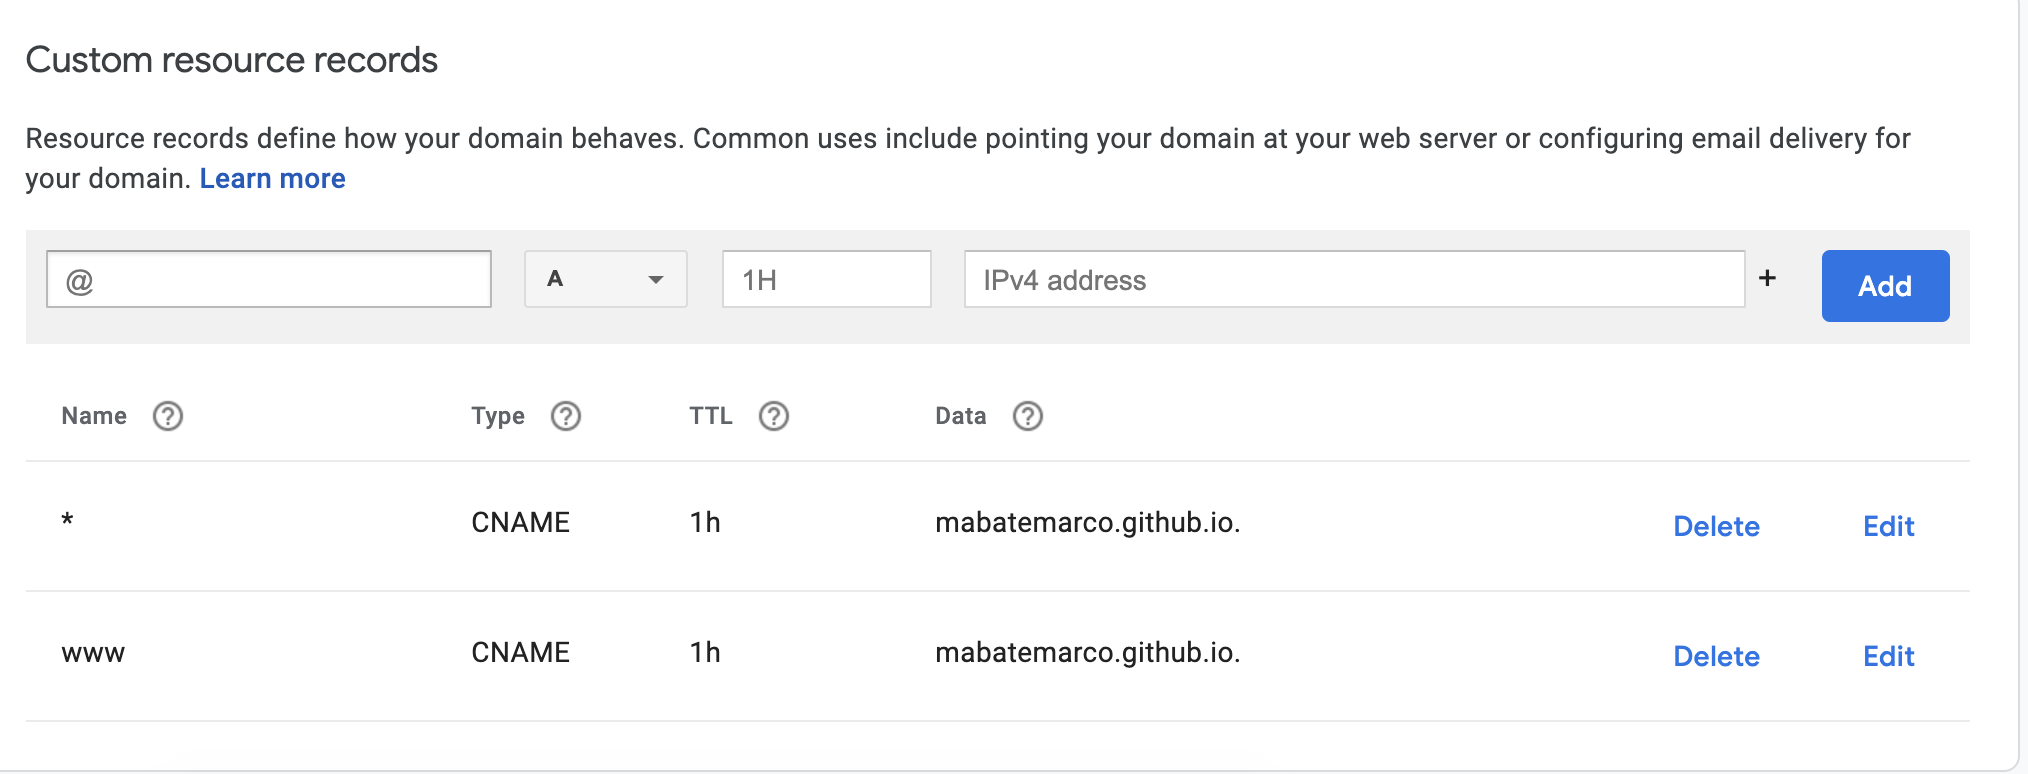 Custom resource records
Resource records define how your domain behaves. Common uses include pointing your domain at your web server or configuring email delivery for
your domain. Learn more
@ A 1H IPv4 address + Add
Name ? Type ? TTL ? Data ?
* CNAME 1h mabatemarco.github.io. Delete Edit
www CNAME 1h mabatemarco.github.io. Delete Edit